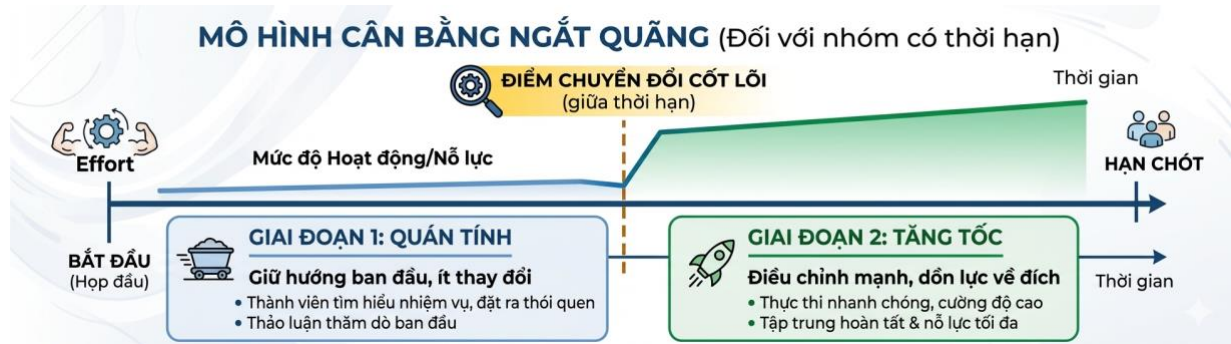 MÔ HÌNH CÂN BẰNG NGẮT QUÃNG (Đối với nhóm có thời hạn)
ĐIỂM CHUYỂN ĐỔI CỐT LÕI
(giữa thời hạn)
Thời gian
Effort
Mức độ Hoạt động/Nỗ lực
HẠN CHÓT
BẮT ĐẦU
(Họp đầu)
GIAI ĐOẠN 1: QUÁN TÍNH
Giữ hướng ban đầu, ít thay đổi
• Thành viên tìm hiểu nhiệm vụ, đặt ra thói quen
• Thảo luận thăm dò ban đầu
GIAI ĐOẠN 2: TĂNG TỐC
Điều chỉnh mạnh, dồn lực về đích
• Thực thi nhanh chóng, cường độ cao
• Tập trung hoàn tất & nỗ lực tối đa
Thời gian